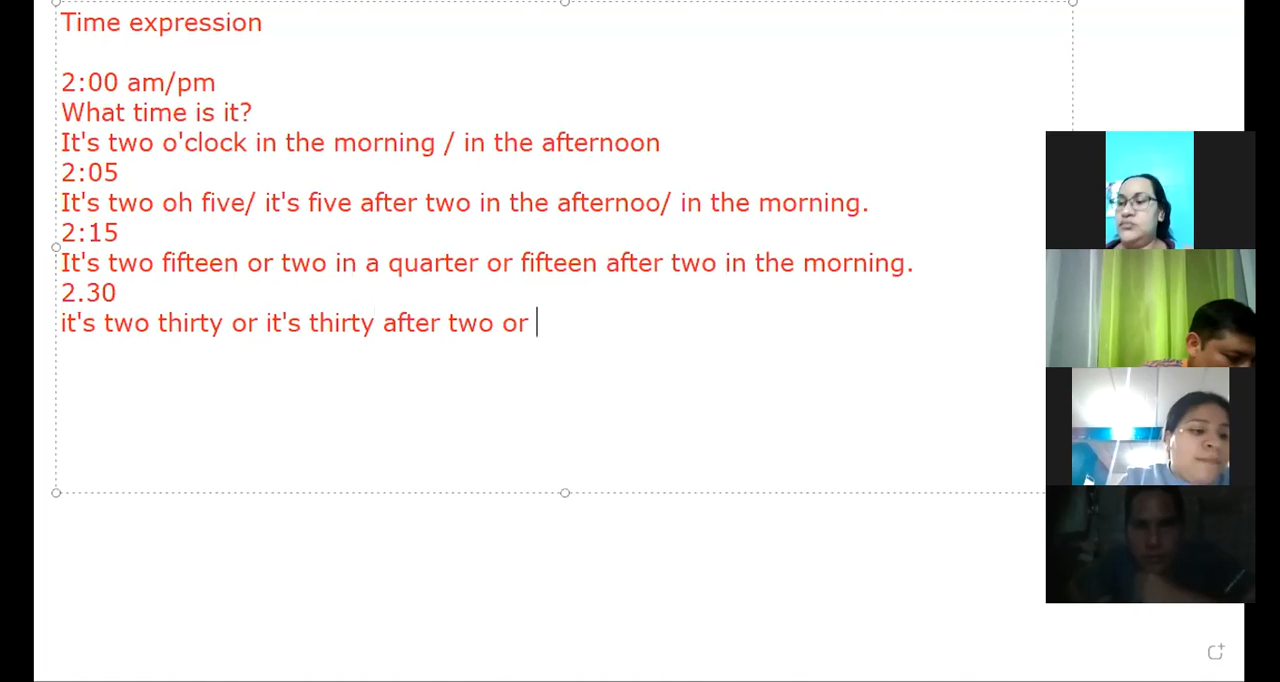 Time expression
2:00 am/pm
What time is it?
It's two o'clock in the morning / in the afternoon
2:05
It's two oh five/ it's five after two in the afternoo/ in the morning.
2:15
It's two fifteen or two in a quarter or fifteen after two in the morning.
2.30
it's two thirty or it's thirty after two or